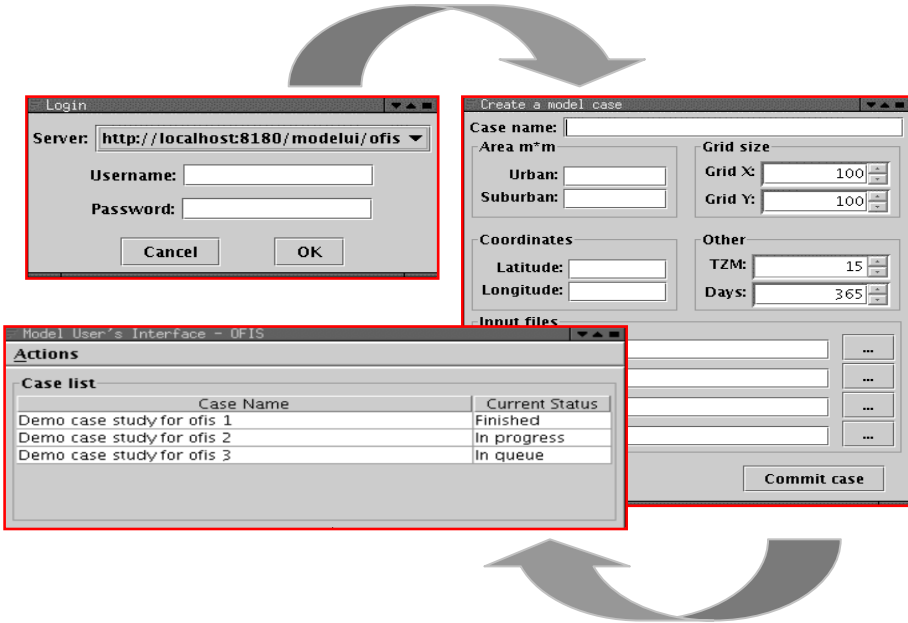 Login
Server: http://localhost:8180/modelui/ofis
Username:
Password:
Cancel OK
Create a model case
Case name:
Area m*m
Urban:
Suburban:
Grid size
Grid X: 100
Grid Y: 100
Coordinates
Latitude:
Longitude:
Other
TZM: 15
Days: 365
Input files
...
...
...
...
Commit case
Model User's Interface - OFIS
Actions
Case list
Case Name Current Status
Demo case study for ofis 1 Finished
Demo case study for ofis 2 In progress
Demo case study for ofis 3 In queue